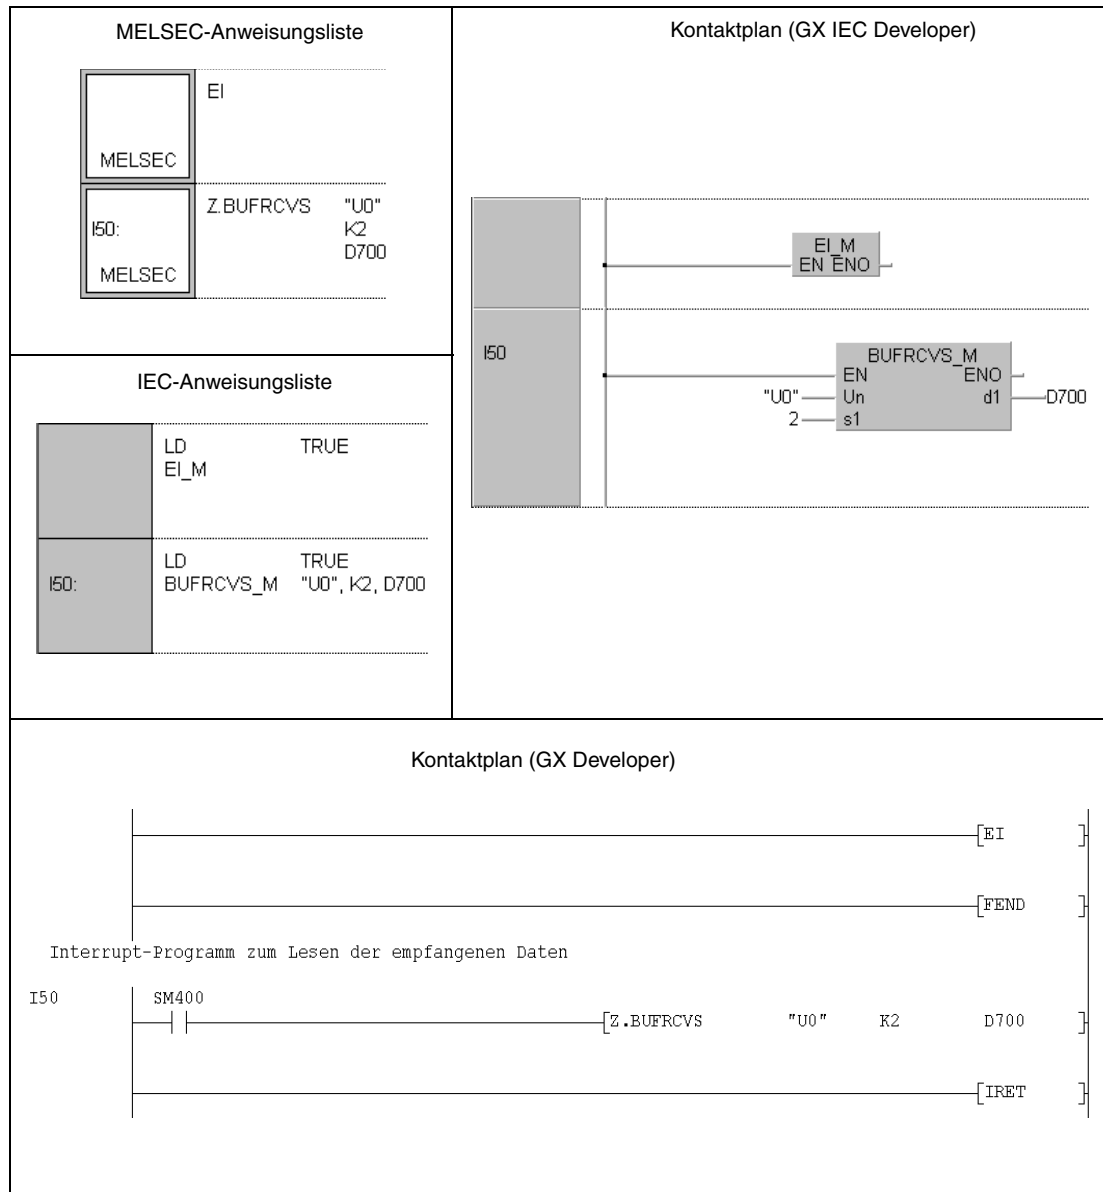 MELSEC-Anweisungsliste
EI
MELSEC
I50:
Z.BUFRCVS "U0"
K2
D700
MELSEC
IEC-Anweisungsliste
LD TRUE
EI_M
I50:
LD TRUE
BUFRCVS_M "U0", K2, D700
Kontaktplan (GX IEC Developer)
EI_M
EN ENO
I50
BUFRCVS_M
EN ENO
"U0" Un d1 D700
2 s1
Kontaktplan (GX Developer)
[EI ]
[FEND ]
Interrupt-Programm zum Lesen der empfangenen Daten
I50 SM400
[Z.BUFRCVS "U0" K2 D700 ]
[IRET ]